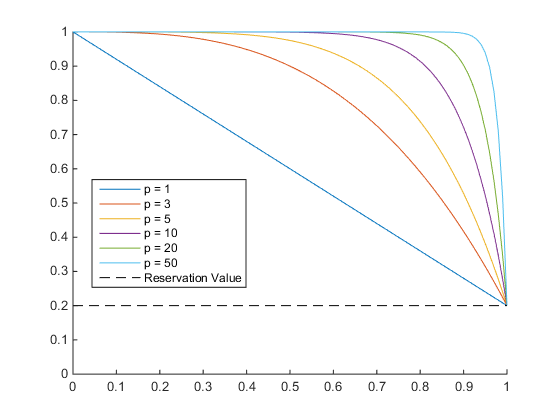 1
0.9
0.8
0.7
0.6
0.5
0.4
0.3
0.2
0.1
0
p = 1
p = 3
p = 5
p = 10
p = 20
p = 50
Reservation Value
0 0.1 0.2 0.3 0.4 0.5 0.6 0.7 0.8 0.9 1